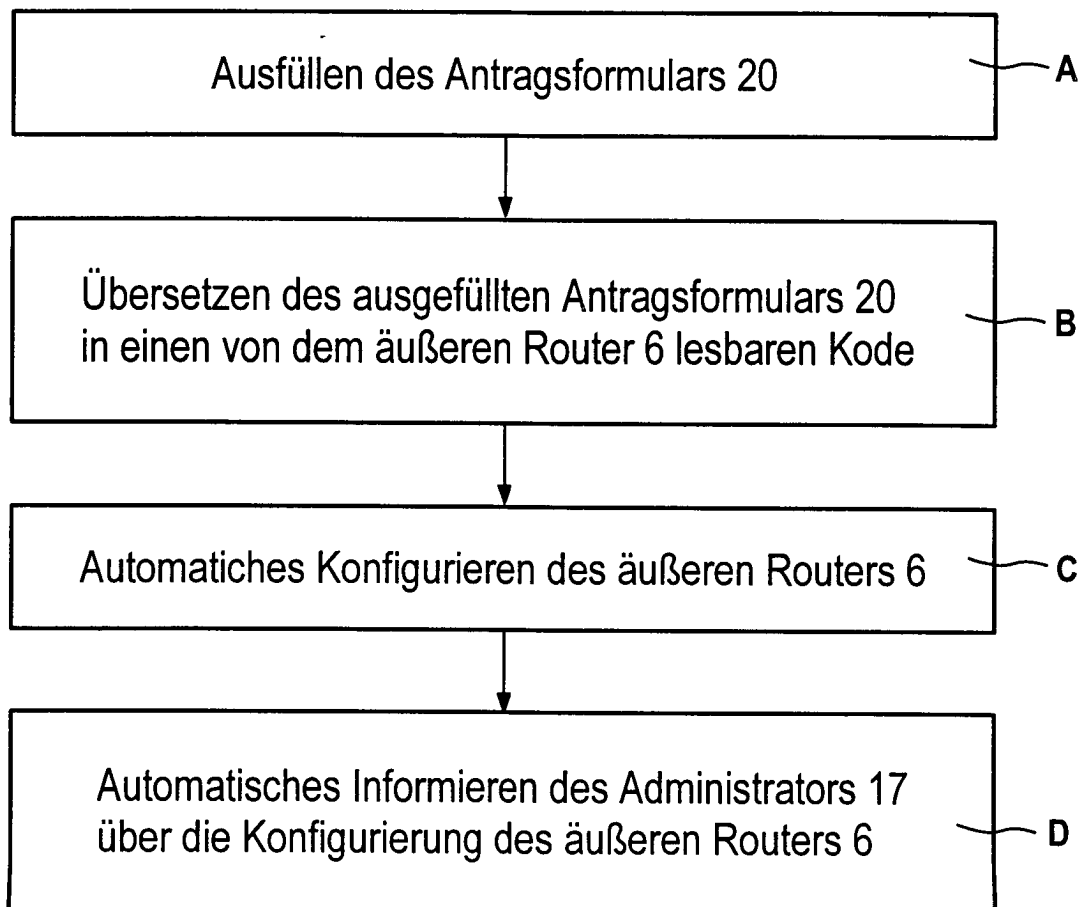 Ausfüllen des Antragsformulars 20
A
Übersetzen des ausgefüllten Antragsformulars 20
in einen von dem äußeren Router 6 lesbaren Kode
B
Automatiches Konfigurieren des äußeren Routers 6
C
Automatisches Informieren des Administrators 17
über die Konfigurierung des äußeren Routers 6
D